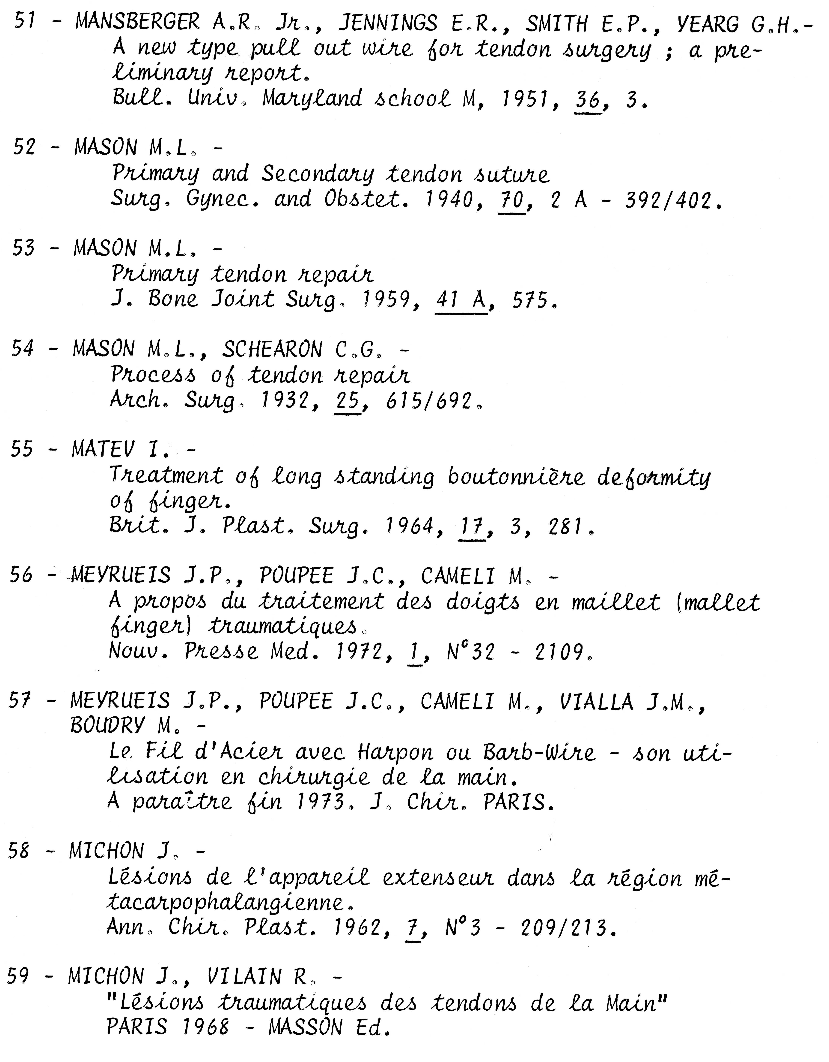 51 - MANSBERGER A.R. Jr., JENNINGS E.R., SMITH E.P., YEARG G.H.-
A new type pull out wire for tendon surgery ; a pre-
liminary report.
Bull. Univ. Maryland school M, 1951, 36, 3.
52 - MASON M.L. -
Primary and Secondary tendon suture
Surg. Gynec. and Obstet. 1940, 70, 2 A - 392/402.
53 - MASON M.L. -
Primary tendon repair
J. Bone Joint Surg. 1959, 41 A, 575.
54 - MASON M.L., SCHEARON C.G. -
Process of tendon repair
Arch. Surg. 1932, 25, 615/692.
55 - MATEV I. -
Treatment of long standing boutonnière deformity
of finger.
Brit. J. Plast. Surg. 1964, 17, 3, 281.
56 - MEYRUEIS J.P., POUPEE J.C., CAMELI M. -
A propos du traitement des doigts en maillet (mallet
finger) traumatiques.
Nouv. Presse Med. 1972, 1, N°32 - 2109.
57 - MEYRUEIS J.P., POUPEE J.C., CAMELI M., VIALLA J.M.,
BOUDRY M. -
Le Fil d'Acier avec Harpon ou Barb-Wire - son uti-
lisation en chirurgie de la main.
A paraître fin 1973. J. Chir. PARIS.
58 - MICHON J. -
Lésions de l'appareil extenseur dans la région mé-
tacarpophalangienne.
Ann. Chir. Plast. 1962, 7, N°3 - 209/213.
59 - MICHON J., VILAIN R. -
"Lésions traumatiques des tendons de la Main"
PARIS 1968 - MASSON Ed.